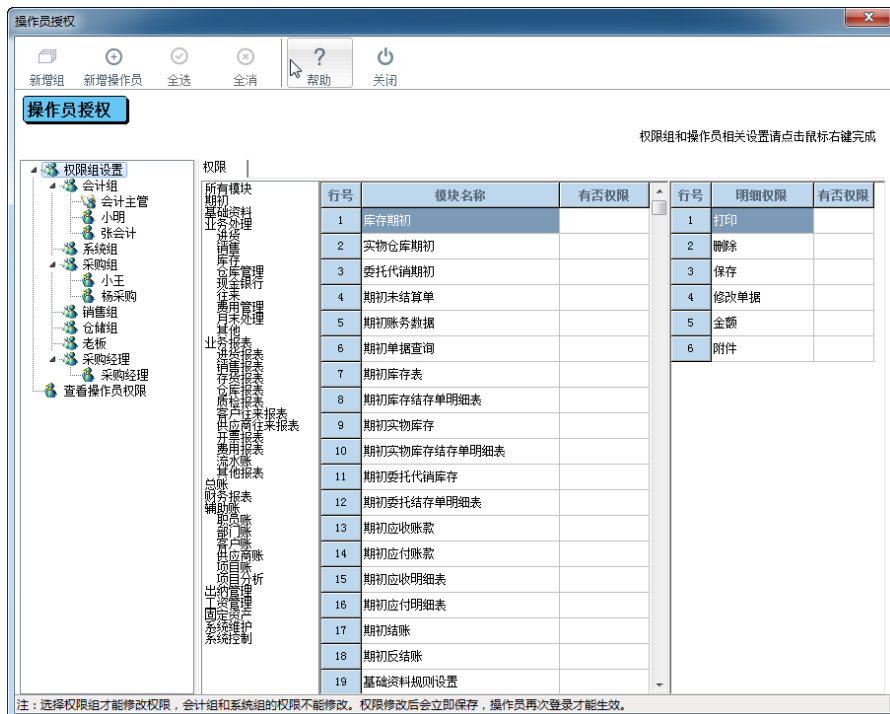 操作员授权
新增组 新增操作员 全选 全消 ? 帮助 关闭
操作员授权
权限组和操作员相关设置请点击鼠标右键完成
权限组设置
会计组
会计主管
小明
张会计
系统组
采购组
小王
杨采购
销售组
仓储组
老板
采购经理
采购经理
查看操作员权限
权限
所有模块
期初
基础资料
业务处理
进货
销售
库存
仓库管理
现金银行
往来
费用管理
月末处理
其他
业务报表
进货报表
销售报表
存货报表
仓库报表
质检报表
客户往来报表
供应商往来报表
开票报表
费用报表
流水账
其他报表
总账
财务报表
辅助账
职员账
部门账
客户账
供应商账
项目账
项目分析
出纳管理
工资管理
固定资产
系统维护
系统控制
行号 模块名称 有否权限
1 库存期初
2 实物仓库期初
3 委托代销期初
4 期初未结算单
5 期初账务数据
6 期初单据查询
7 期初库存表
8 期初库存结存单明细表
9 期初实物库存
10 期初实物库存结存单明细表
11 期初委托代销库存
12 期初委托结存单明细表
13 期初应收账款
14 期初应付账款
15 期初应收明细表
16 期初应付明细表
17 期初结账
18 期初反结账
19 基础资料规则设置
行号 明细权限 有否权限
1 打印
2 删除
3 保存
4 修改单据
5 金额
6 附件
注：选择权限组才能修改权限，会计组和系统组的权限不能修改。权限修改后会立即保存，操作员再次登录才能生效。